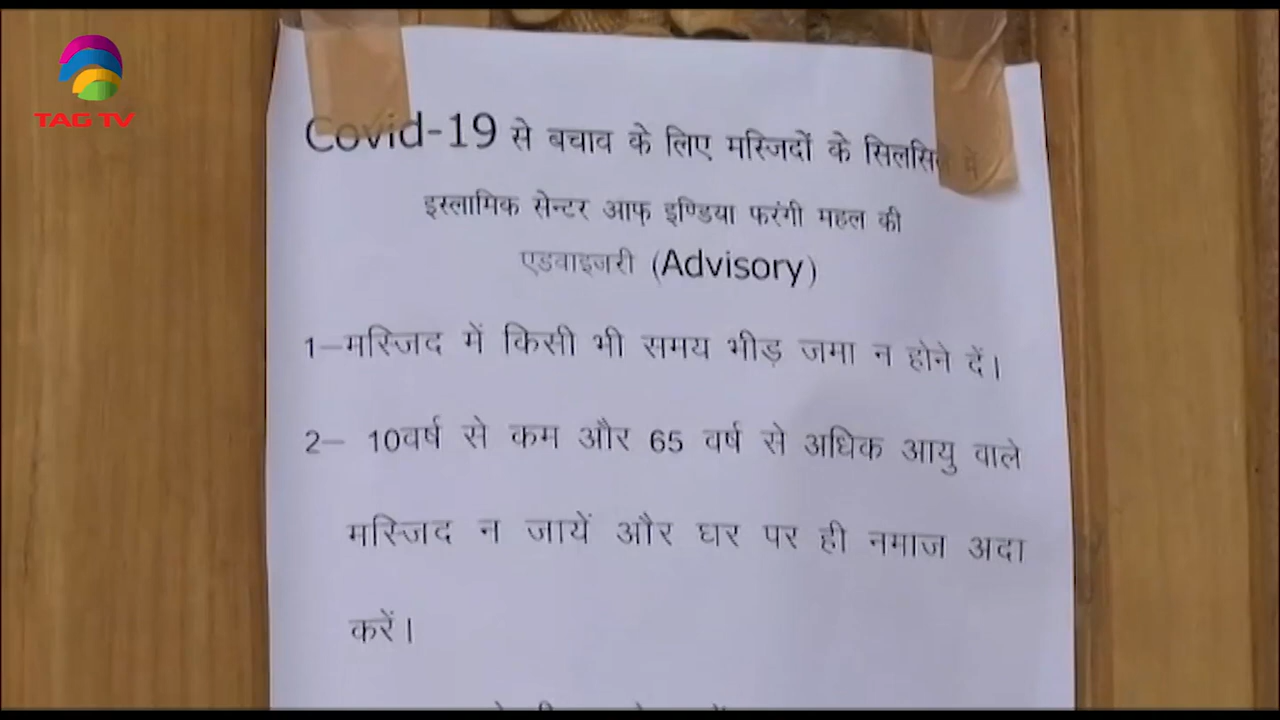 TAG TV
Covid-19 से बचाव के लिए मस्जिदों के
इस्लामिक सेन्टर आफ इण्डिया फरंगी महल की
एडवाइजरी (Advisory)
1–मस्जिद में किसी भी समय भीड़ जमा न होने दें।
2– 10वर्ष से कम और 65 वर्ष से अधिक आयु वाले
मस्जिद न जायें और घर पर ही नमाज अदा
करें।